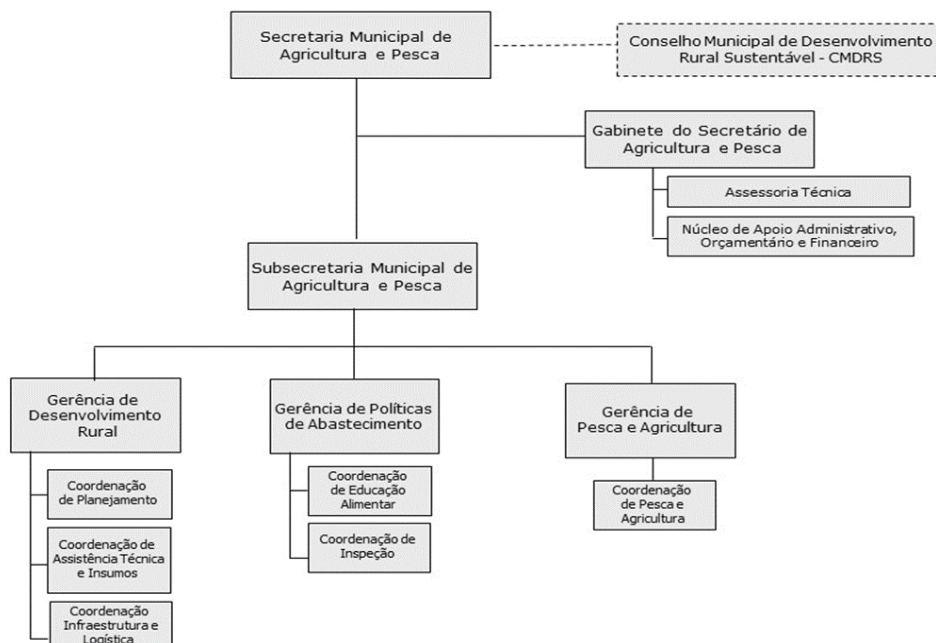 Secretaria Municipal de
Agricultura e Pesca
Conselho Municipal de Desenvolvimento
Rural Sustentável - CMDRS
Gabinete do Secretário de
Agricultura e Pesca
Assessoria Técnica
Núcleo de Apoio Administrativo,
Orçamentário e Financeiro
Subsecretaria Municipal de
Agricultura e Pesca
Gerência de
Desenvolvimento
Rural
Coordenação
de Planejamento
Coordenação de
Assistência Técnica
e Insumos
Coordenação
Infraestrutura e
Logística
Gerência de Políticas
de Abastecimento
Coordenação
de Educação
Alimentar
Coordenação de
Inspeção
Gerência de
Pesca e Agricultura
Coordenação
de Pesca e
Agricultura